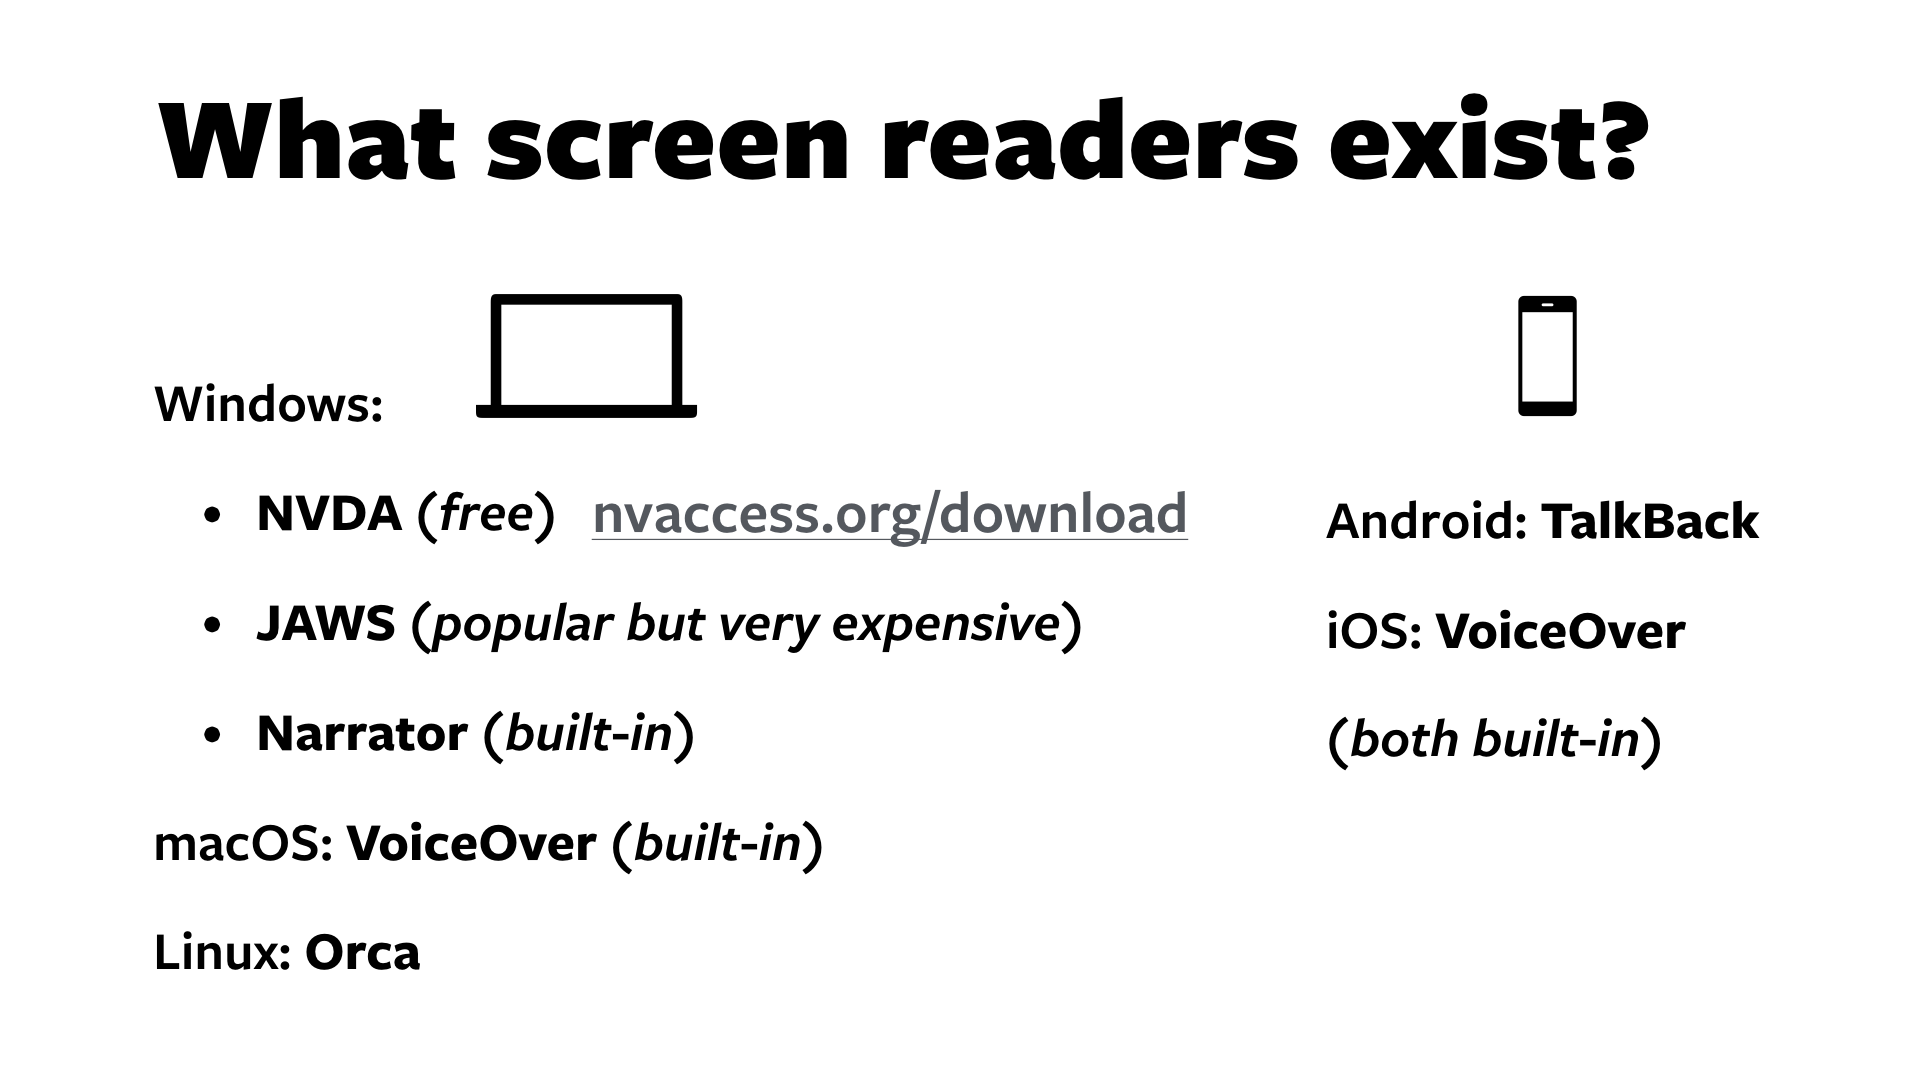 What screen readers exist?
Windows:
• NVDA (free) nvaccess.org/download
• JAWS (popular but very expensive)
• Narrator (built-in)
macOS: VoiceOver (built-in)
Linux: Orca
Android: TalkBack
iOS: VoiceOver
(both built-in)